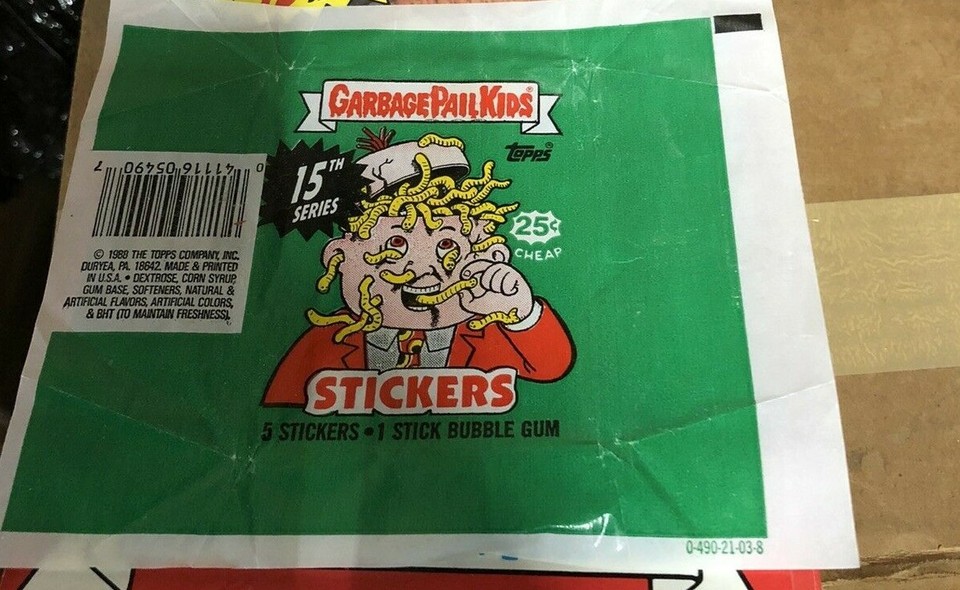 GARBAGE PAIL KIDS®
TOPPS®
15TH
SERIES
25¢
CHEAP
0 41116 05490 7
© 1988 THE TOPPS COMPANY, INC.
DURYEA, PA. 18642. MADE & PRINTED
IN U.S.A. • DEXTROSE, CORN SYRUP,
GUM BASE, SOFTENERS, NATURAL &
ARTIFICIAL FLAVORS, ARTIFICIAL COLORS,
& BHT (TO MAINTAIN FRESHNESS).
STICKERS
5 STICKERS • 1 STICK BUBBLE GUM
0-490-21-03-8